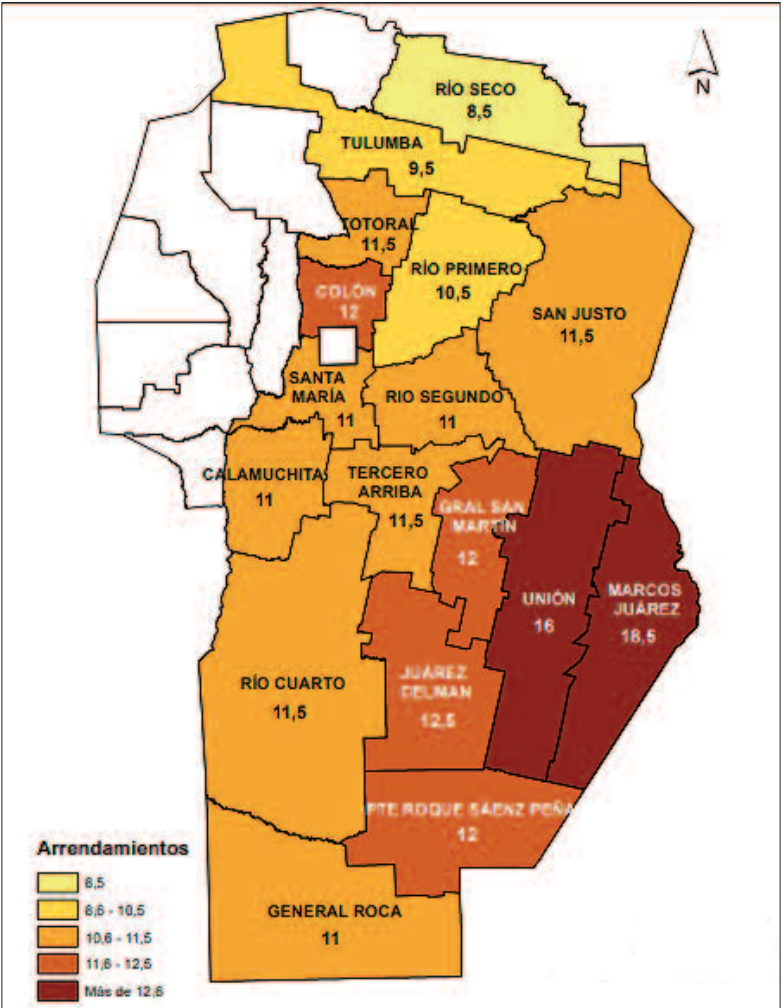 N
RÍO SECO
8,5
TULUMBA
9,5
TOTORAL
11,5
RÍO PRIMERO
10,5
COLÓN
12
SAN JUSTO
11,5
SANTA
MARÍA
11
RIO SEGUNDO
11
CALAMUCHITA
11
TERCERO
ARRIBA
11,5
GRAL SAN
MARTÍN
12
UNIÓN
16
MARCOS
JUÁREZ
18,5
RÍO CUARTO
11,5
JUÁREZ
CELMAN
12,5
PTE ROQUE SÁENZ PEÑA
12
GENERAL ROCA
11
Arrendamientos
8,5
8,6 - 10,5
10,6 - 11,5
11,6 - 12,5
Más de 12,6